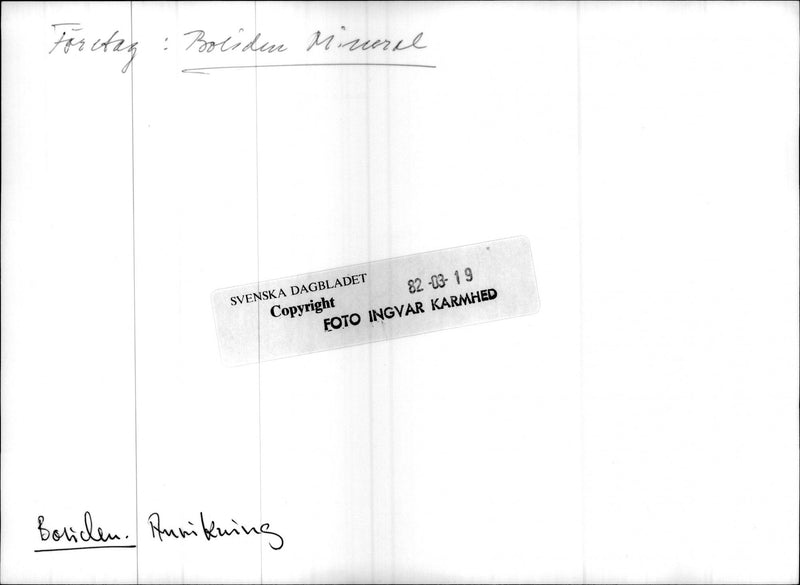 Företag : Boliden Mineral
SVENSKA DAGBLADET
82-03-19
Copyright
FOTO INGVAR KARMHED
Boliden. Anrikning